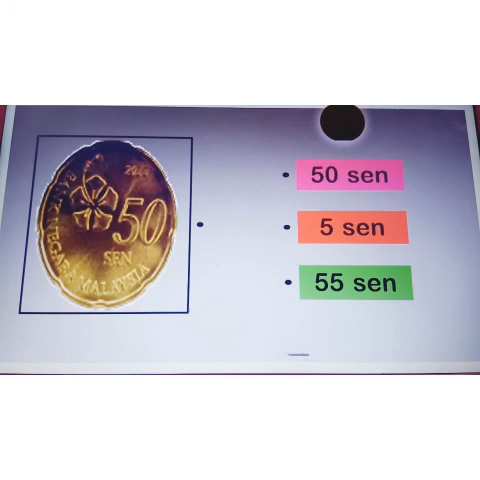 BANK NEGARA MALAYSIA
50
SEN
50 sen
5 sen
55 sen